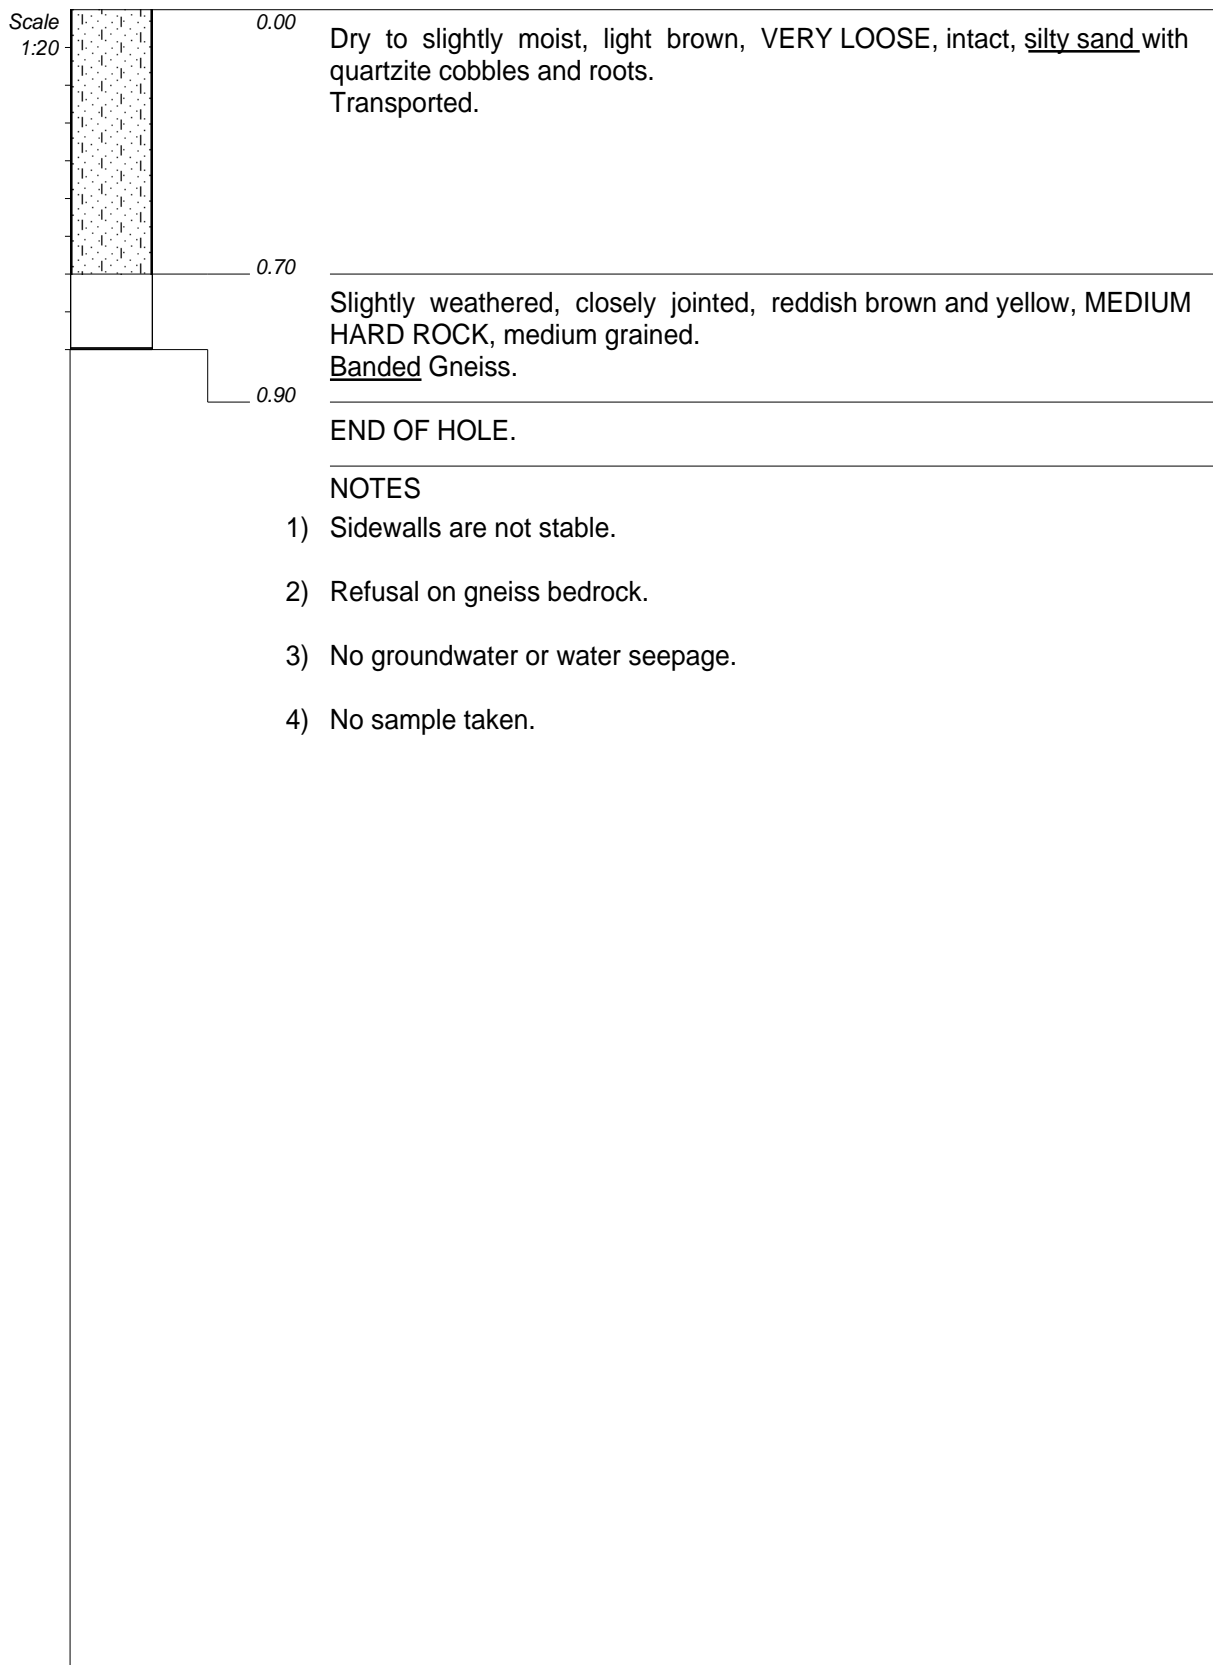 Scale
1:20
0.00
Dry to slightly moist, light brown, VERY LOOSE, intact, silty sand with
quartzite cobbles and roots.
Transported.
0.70
Slightly weathered, closely jointed, reddish brown and yellow, MEDIUM
HARD ROCK, medium grained.
Banded Gneiss.
0.90
END OF HOLE.
NOTES
1) Sidewalls are not stable.
2) Refusal on gneiss bedrock.
3) No groundwater or water seepage.
4) No sample taken.